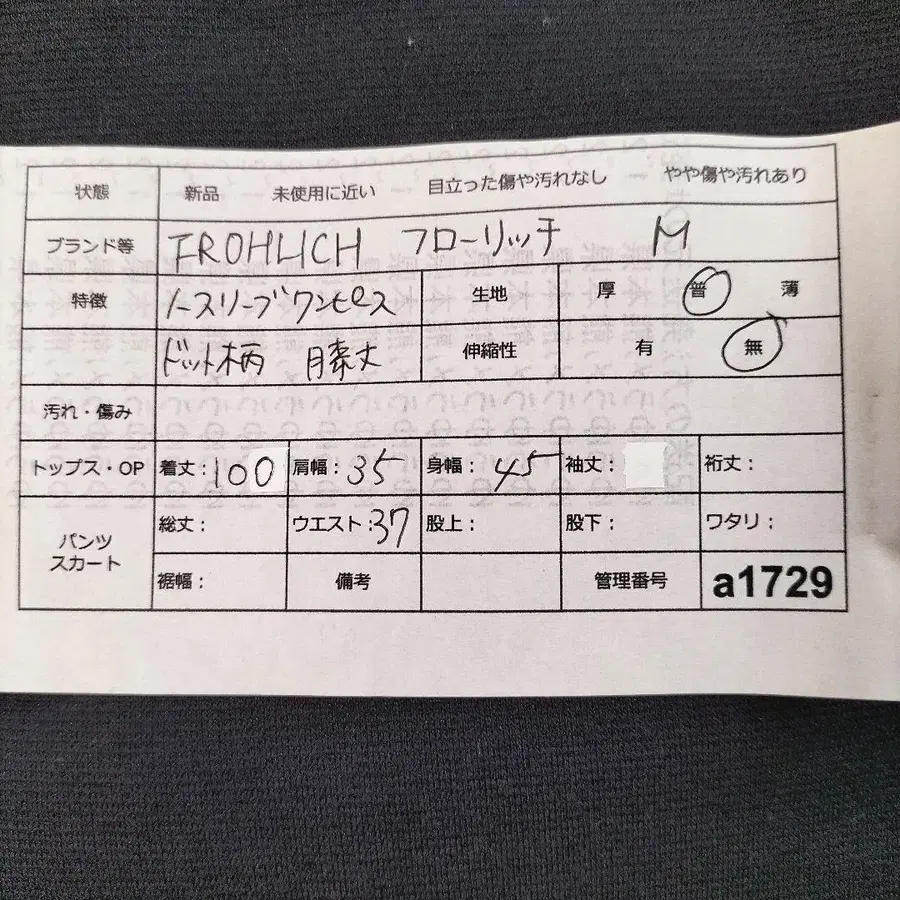 状態 新品 未使用に近い 目立った傷や汚れなし やや傷や汚れあり
ブランド等 FROHLICH フローリッチ M
特徴 ノースリーブワンピース 生地 厚 普 薄
ドット柄 膝丈 伸縮性 有 無
汚れ・傷み
トップス・OP 着丈：100 肩幅：35 身幅：45 袖丈： 裄丈：
パンツ スカート 総丈： ウエスト：37 股上： 股下： ワタリ：
裾幅： 備考 管理番号 a1729